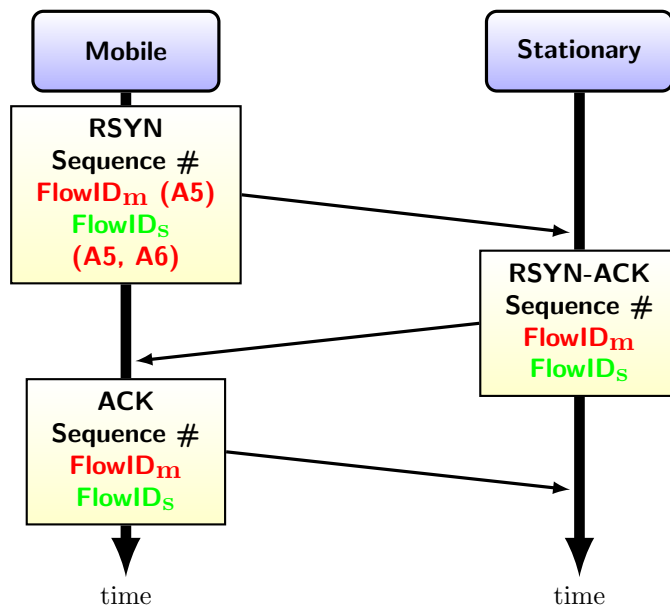 Mobile
Stationary
RSYN
Sequence #
FlowIDm (A5)
FlowIDs
(A5, A6)
RSYN-ACK
Sequence #
FlowIDm
FlowIDs
ACK
Sequence #
FlowIDm
FlowIDs
time
time